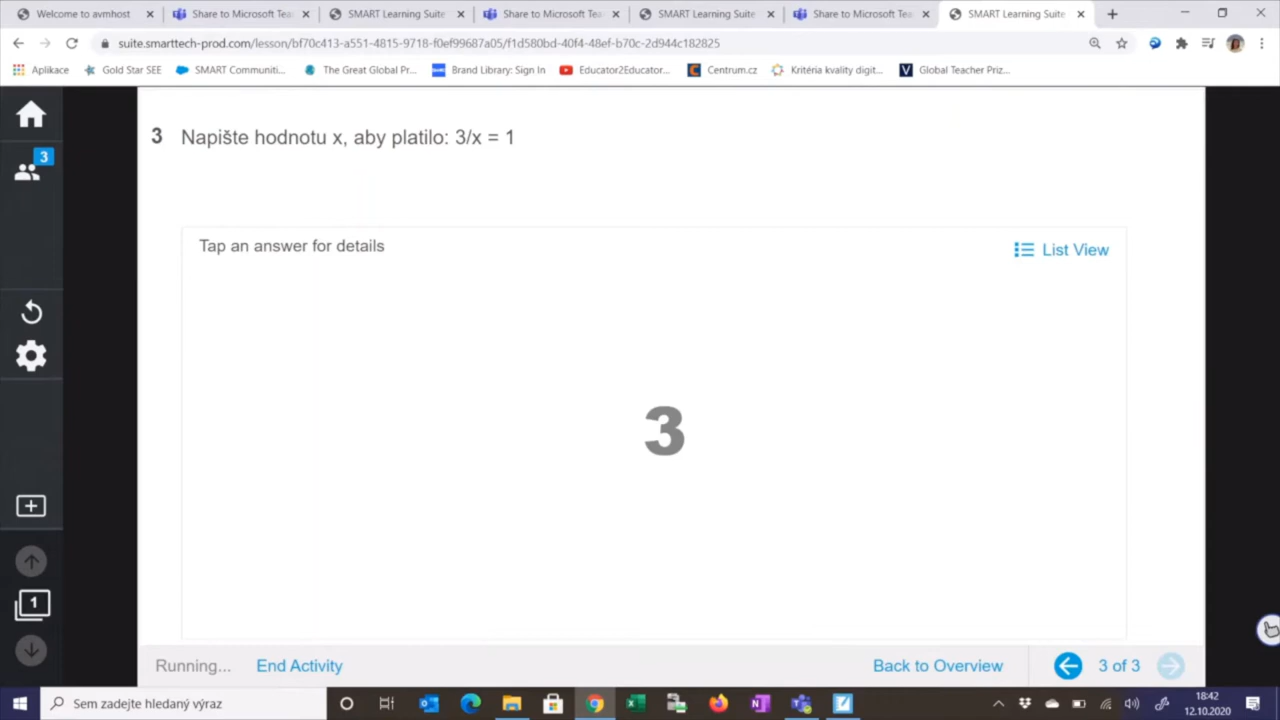 Welcome to avmhost
Share to Microsoft Tea
SMART Learning Suite
Share to Microsoft Tea
SMART Learning Suite
Share to Microsoft Tea
SMART Learning Suite
suite.smarttech-prod.com/lesson/bf70c413-a551-4815-9718-f0ef99687a05/f1d580bd-40f4-48ef-b70c-2d944c182825
Aplikace
Gold Star SEE
SMART Communiti...
The Great Global Pr...
Brand Library: Sign In
Educator2Educator...
Centrum.cz
Kritéria kvality digit...
Global Teacher Priz...
3
3 Napište hodnotu x, aby platilo: 3/x = 1
Tap an answer for details
List View
3
1
Running...
End Activity
Back to Overview
3 of 3
Sem zadejte hledaný výraz
18:42
12.10.2020